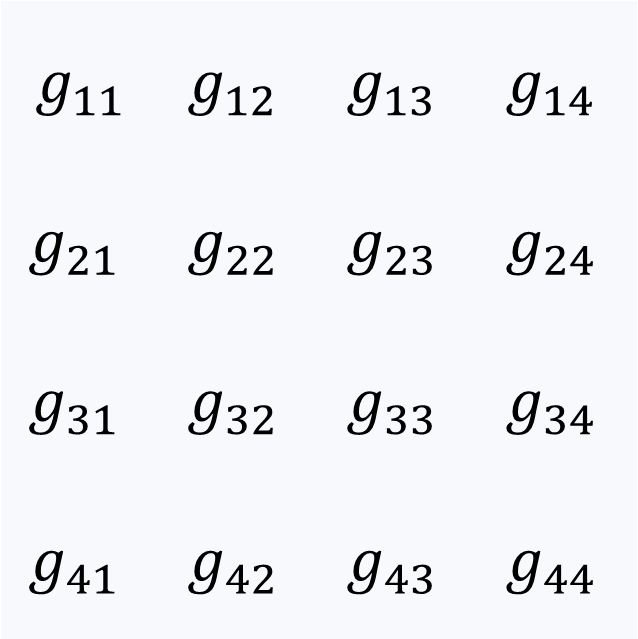 g₁₁ g₁₂ g₁₃ g₁₄
g₂₁ g₂₂ g₂₃ g₂₄
g₃₁ g₃₂ g₃₃ g₃₄
g₄₁ g₄₂ g₄₃ g₄₄